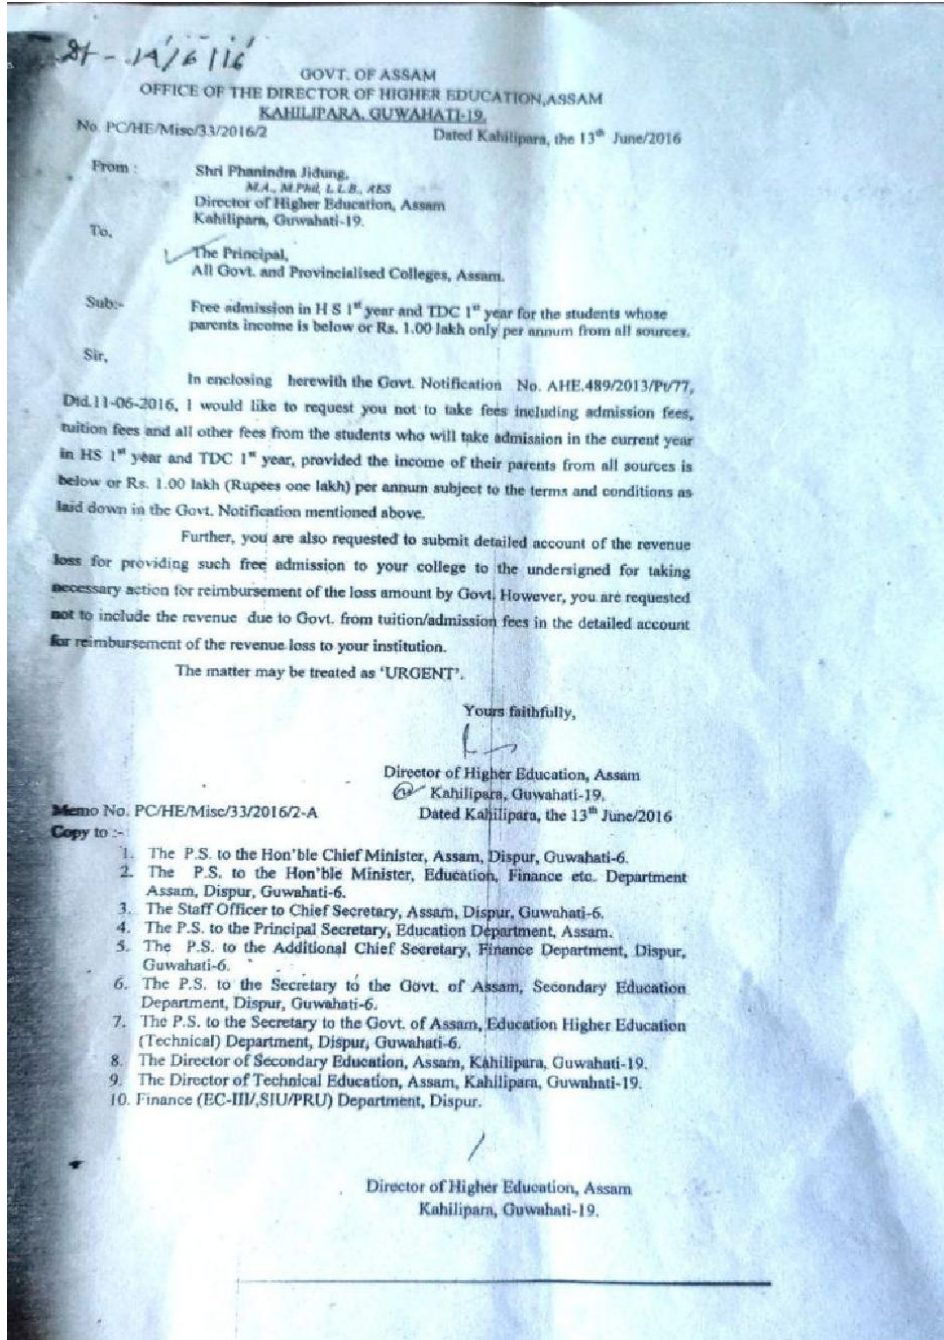 Dt - 14/6/16
GOVT. OF ASSAM
OFFICE OF THE DIRECTOR OF HIGHER EDUCATION,ASSAM
KAHILIPARA, GUWAHATI-19.
No. PC/HE/Misc/33/2016/2 Dated Kahilipara, the 13th June/2016
From : Shri Phanindra Jidung,
M.A., M.Phil, L.L.B., AES
Director of Higher Education, Assam
Kahilipara, Guwahati-19.
To,
The Principal,
All Govt. and Provincialised Colleges, Assam.
Sub:- Free admission in H S 1st year and TDC 1st year for the students whose
parents income is below or Rs. 1.00 lakh only per annum from all sources.
Sir,
In enclosing herewith the Govt. Notification No. AHE.489/2013/Pt/77,
Dtd.11-06-2016, I would like to request you not to take fees including admission fees,
tuition fees and all other fees from the students who will take admission in the current year
in HS 1st year and TDC 1st year, provided the income of their parents from all sources is
below or Rs. 1.00 lakh (Rupees one lakh) per annum subject to the terms and conditions as
laid down in the Govt. Notification mentioned above.
Further, you are also requested to submit detailed account of the revenue
loss for providing such free admission to your college to the undersigned for taking
necessary action for reimbursement of the loss amount by Govt. However, you are requested
not to include the revenue due to Govt. from tuition/admission fees in the detailed account
for reimbursement of the revenue loss to your institution.
The matter may be treated as ‘URGENT’.
Yours faithfully,
Director of Higher Education, Assam
Kahilipara, Guwahati-19.
Memo No. PC/HE/Misc/33/2016/2-A Dated Kahilipara, the 13th June/2016
Copy to :-
1. The P.S. to the Hon’ble Chief Minister, Assam, Dispur, Guwahati-6.
2. The P.S. to the Hon’ble Minister, Education, Finance etc. Department
Assam, Dispur, Guwahati-6.
3. The Staff Officer to Chief Secretary, Assam, Dispur, Guwahati-6.
4. The P.S. to the Principal Secretary, Education Department, Assam.
5. The P.S. to the Additional Chief Secretary, Finance Department, Dispur,
Guwahati-6.
6. The P.S. to the Secretary to the Govt. of Assam, Secondary Education
Department, Dispur, Guwahati-6.
7. The P.S. to the Secretary to the Govt. of Assam, Education Higher Education
(Technical) Department, Dispur, Guwahati-6.
8. The Director of Secondary Education, Assam, Kahilipara, Guwahati-19.
9. The Director of Technical Education, Assam, Kahilipara, Guwahati-19.
10. Finance (EC-III/,SIU/PRU) Department, Dispur.
Director of Higher Education, Assam
Kahilipara, Guwahati-19.